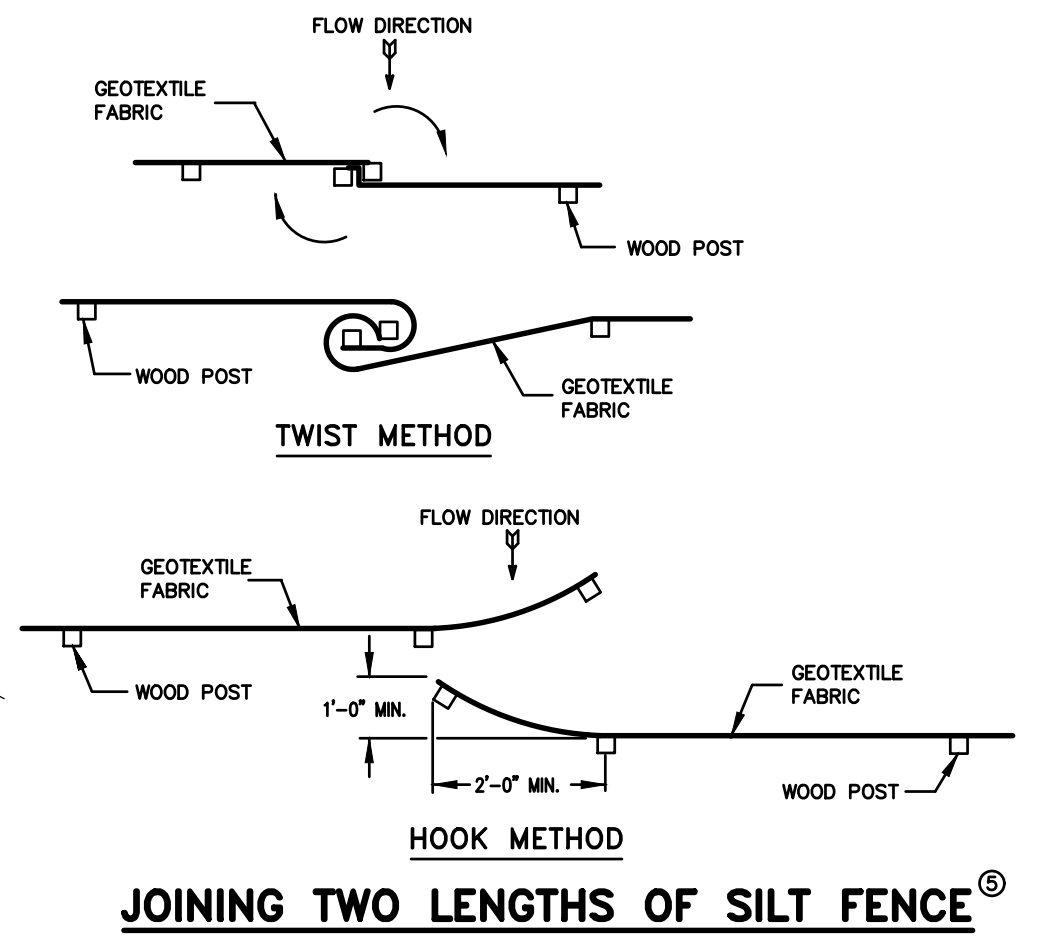 FLOW DIRECTION
GEOTEXTILE
FABRIC
WOOD POST
WOOD POST
GEOTEXTILE
FABRIC
TWIST METHOD
FLOW DIRECTION
GEOTEXTILE
FABRIC
WOOD POST
GEOTEXTILE
FABRIC
1'-0" MIN.
2'-0" MIN.
WOOD POST
HOOK METHOD
JOINING TWO LENGTHS OF SILT FENCE ⑤